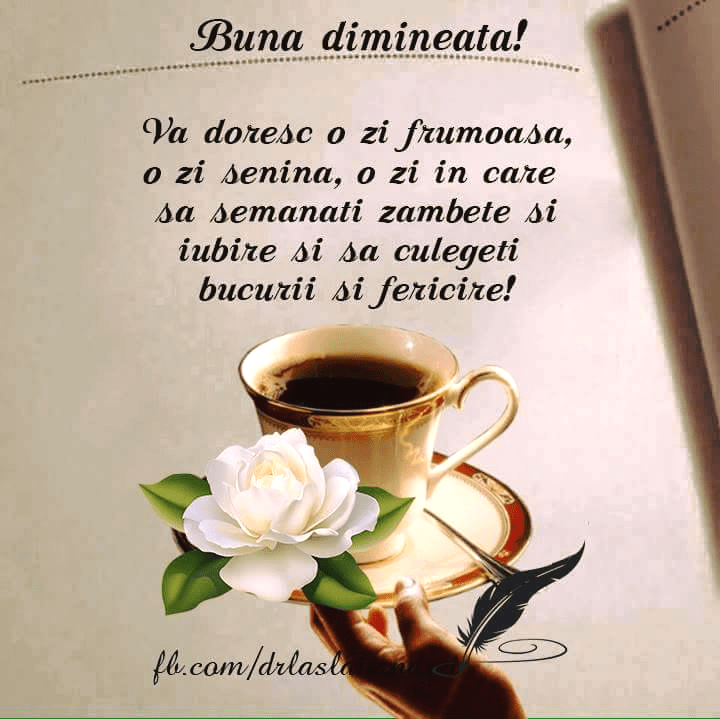 Buna dimineata!
Va doresc o zi frumoasa,
o zi senina, o zi in care
sa semanati zambete si
iubire si sa culegeti
bucurii si fericire!